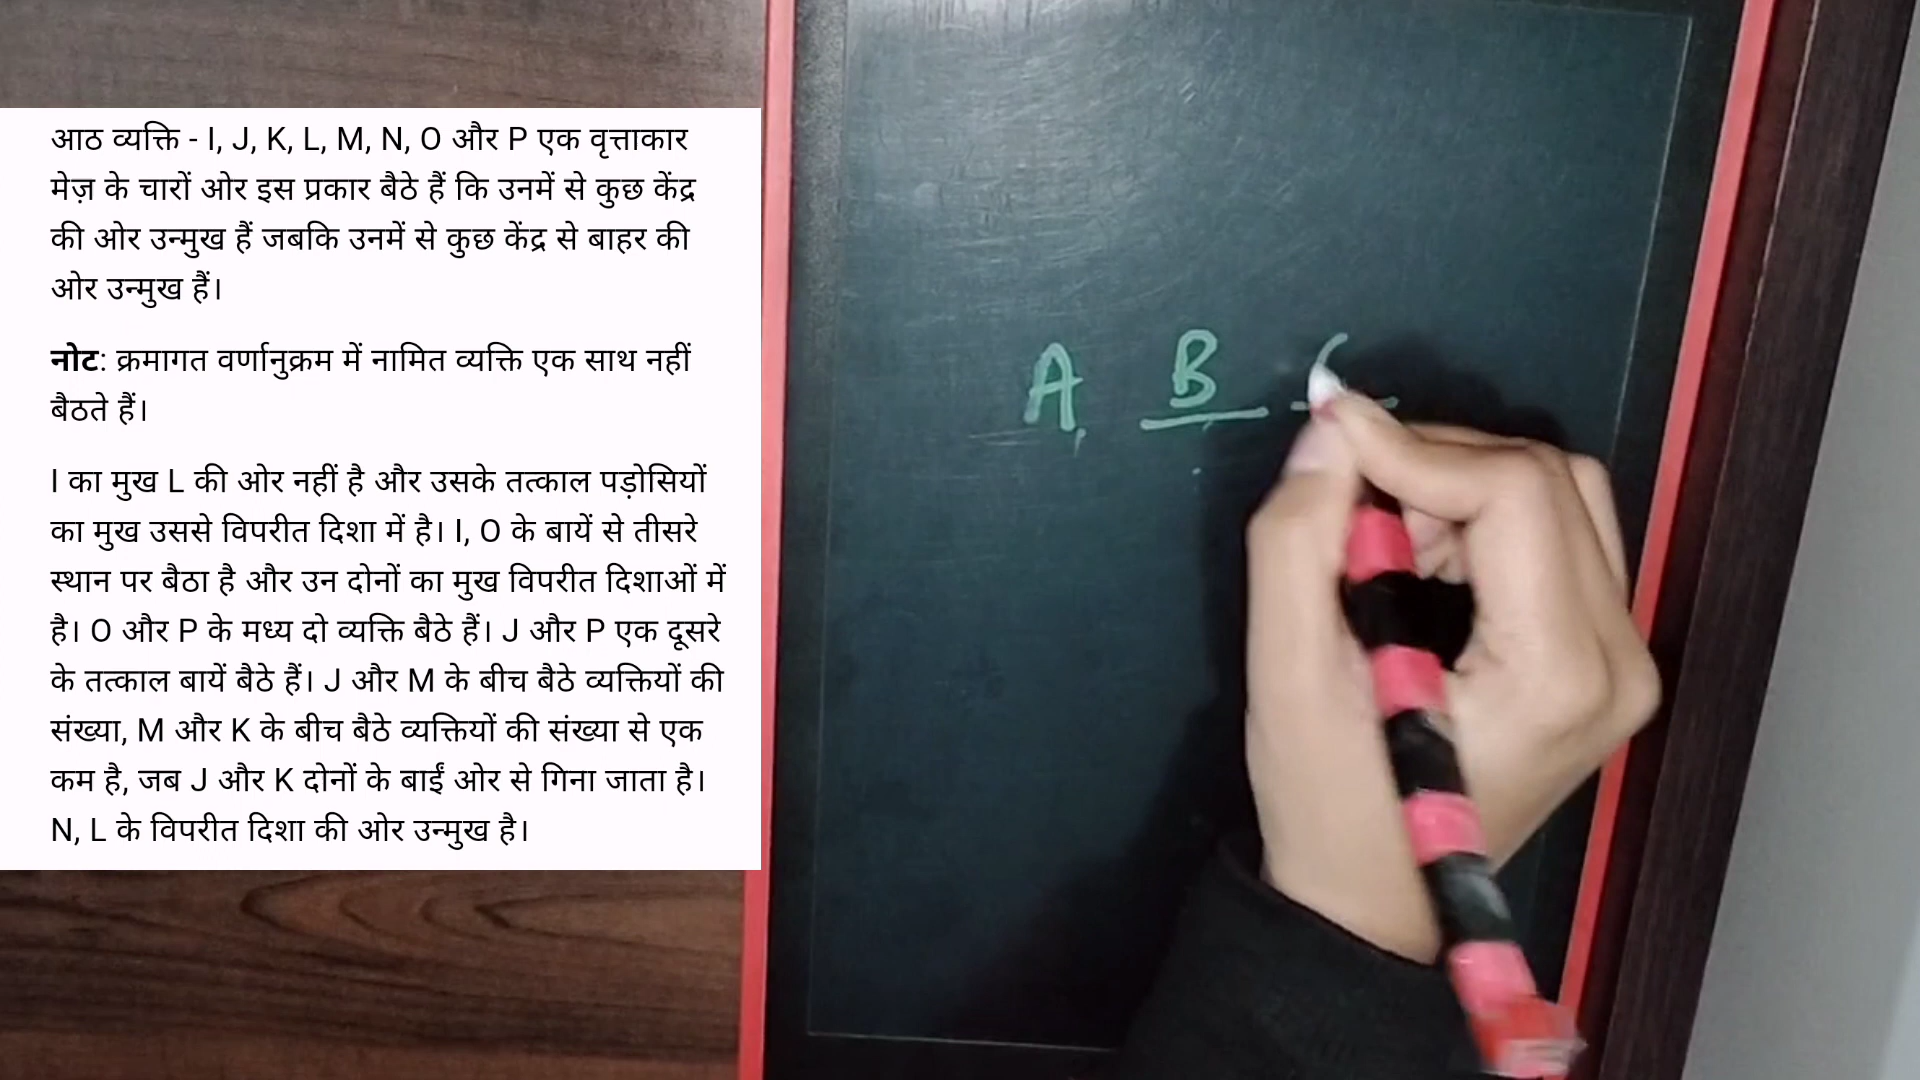 आठ व्यक्ति - I, J, K, L, M, N, O और P एक वृत्ताकार
मेज़ के चारों ओर इस प्रकार बैठे हैं कि उनमें से कुछ केंद्र
की ओर उन्मुख हैं जबकि उनमें से कुछ केंद्र से बाहर की
ओर उन्मुख हैं।
नोट: क्रमागत वर्णानुक्रम में नामित व्यक्ति एक साथ नहीं
बैठते हैं।
I का मुख L की ओर नहीं है और उसके तत्काल पड़ोसियों
का मुख उससे विपरीत दिशा में है। I, O के बायें से तीसरे
स्थान पर बैठा है और उन दोनों का मुख विपरीत दिशाओं में
है। O और P के मध्य दो व्यक्ति बैठे हैं। J और P एक दूसरे
के तत्काल बायें बैठे हैं। J और M के बीच बैठे व्यक्तियों की
संख्या, M और K के बीच बैठे व्यक्तियों की संख्या से एक
कम है, जब J और K दोनों के बाईं ओर से गिना जाता है।
N, L के विपरीत दिशा की ओर उन्मुख है।
A, B